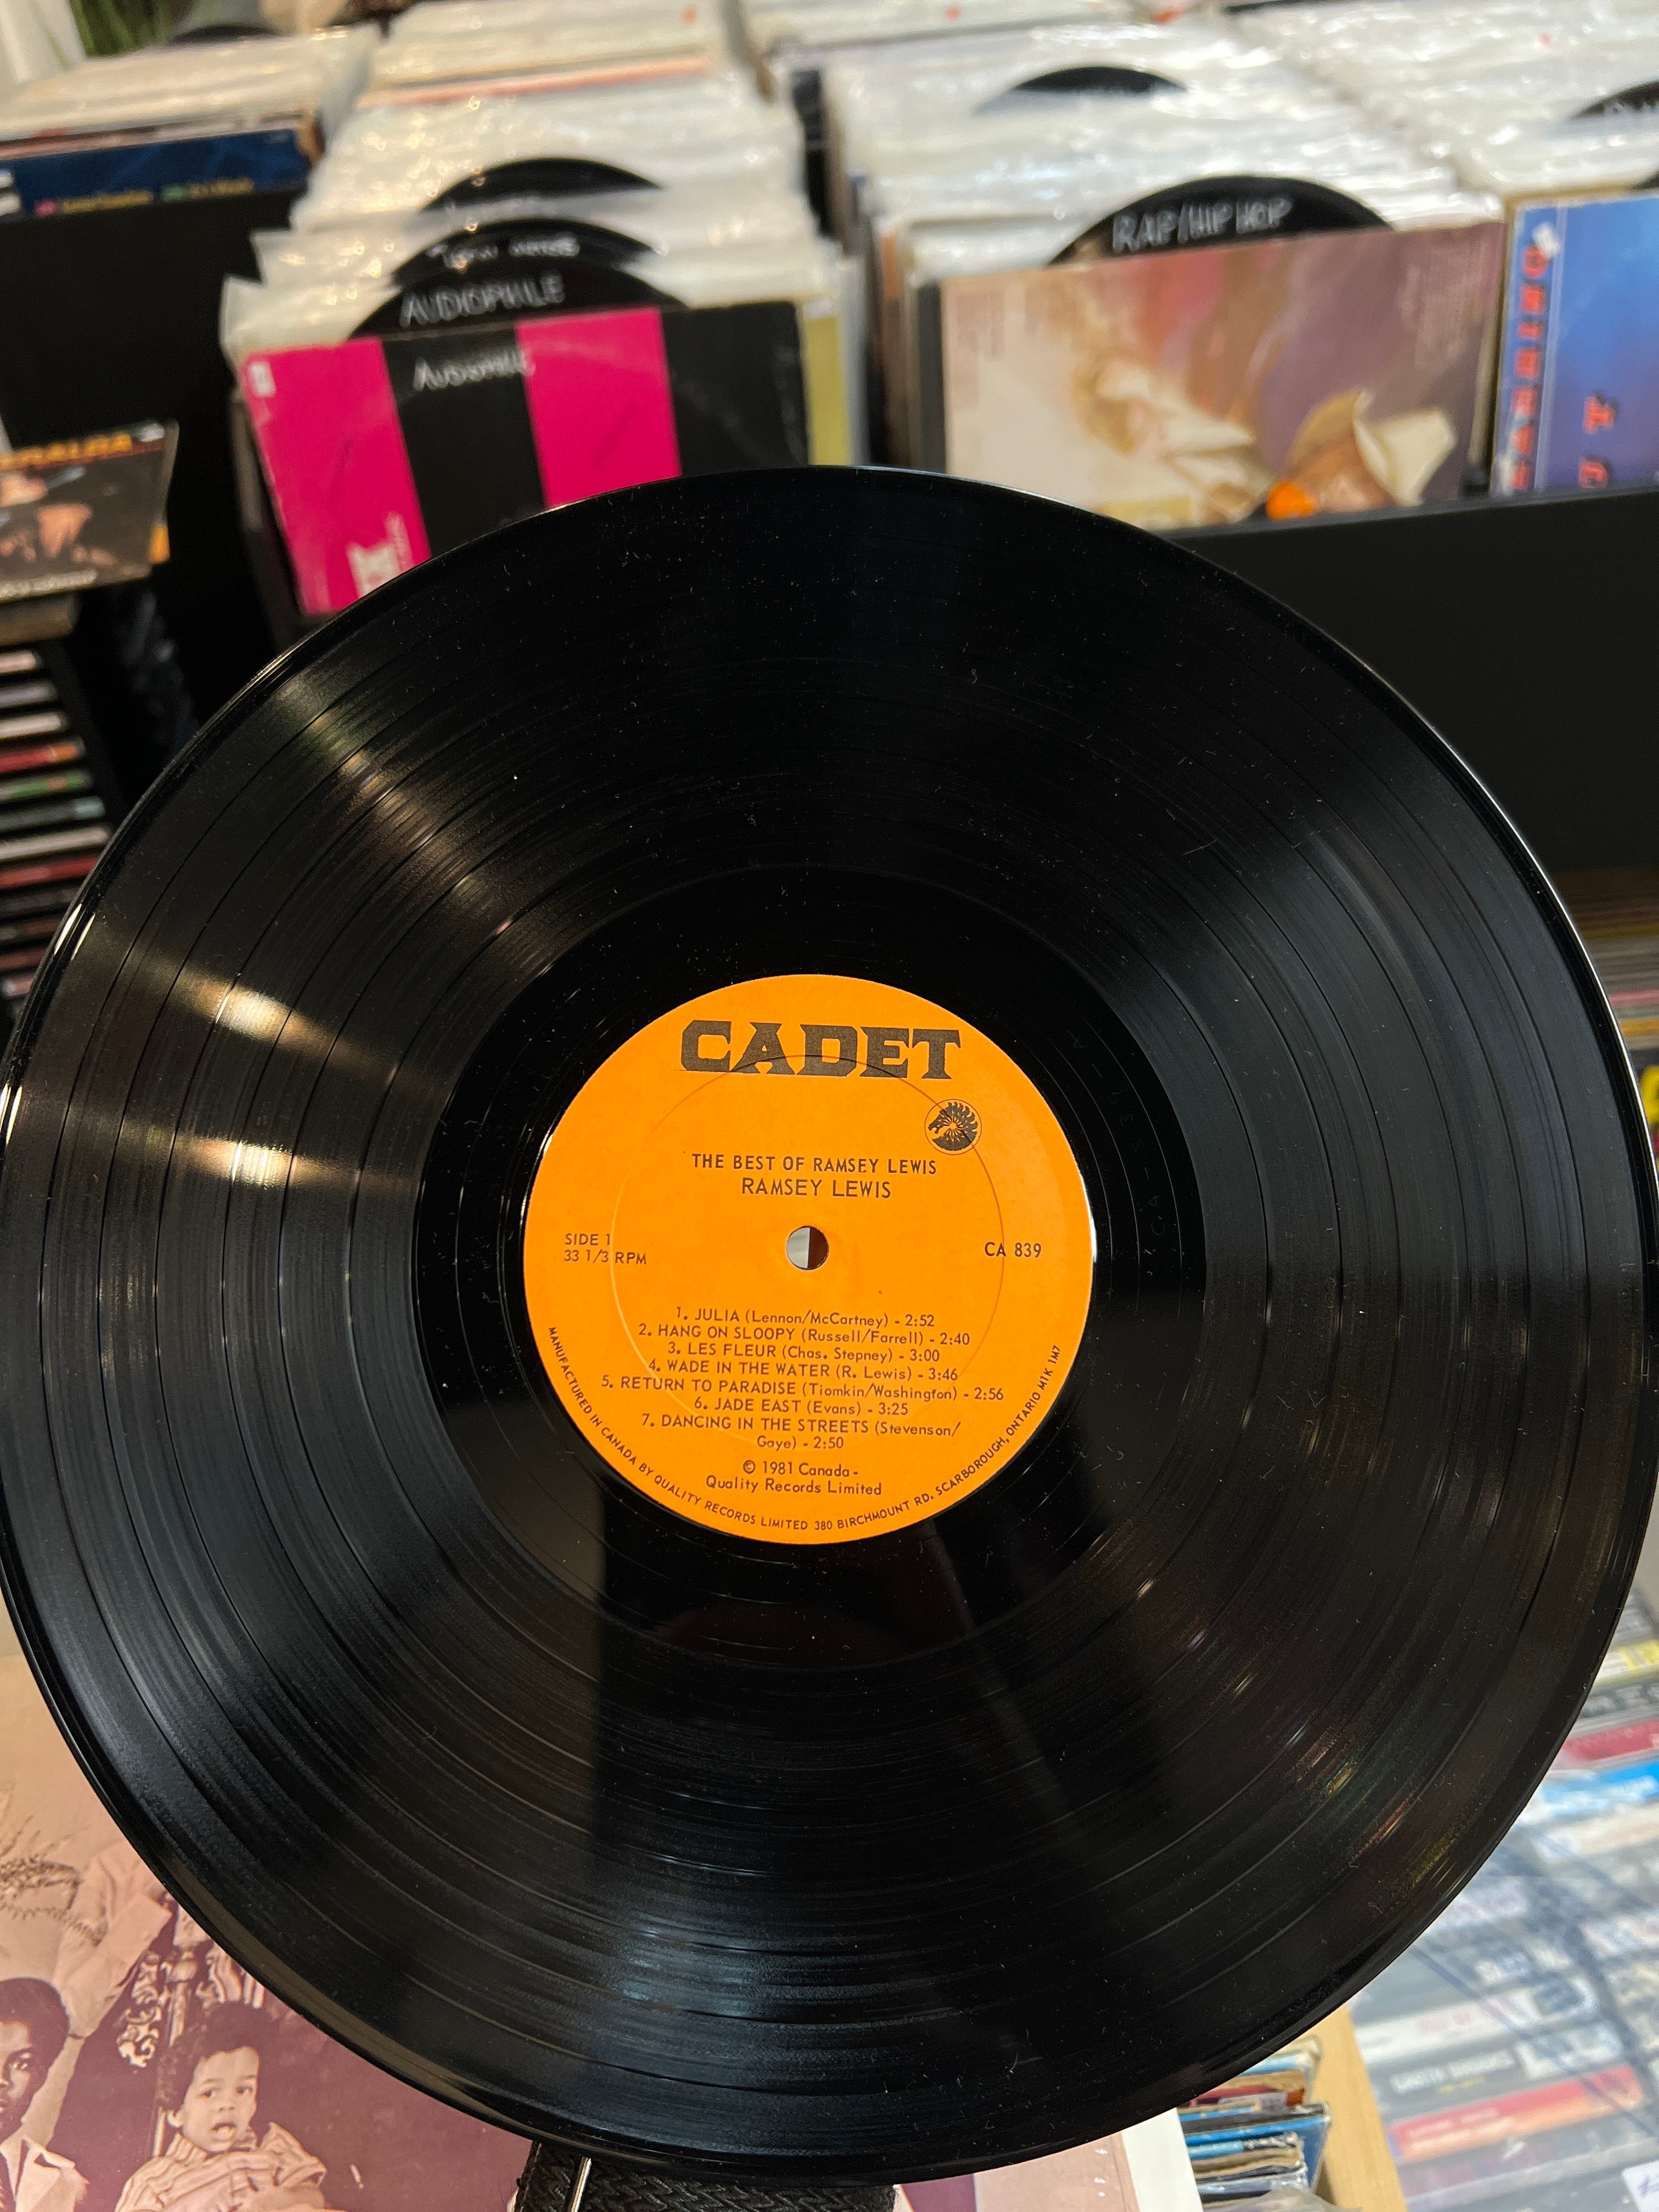 RAP/HIP HOP
AUDIOPHILE
AUDIOPHILE
CADET
THE BEST OF RAMSEY LEWIS
RAMSEY LEWIS
SIDE 1
33 1/3 RPM
CA 839
1. JULIA (Lennon/McCartney) - 2:52
2. HANG ON SLOOPY (Russell/Farrell) - 2:40
3. LES FLEUR (Chas. Stepney) - 3:00
4. WADE IN THE WATER (R. Lewis) - 3:46
5. RETURN TO PARADISE (Tiomkin/Washington) - 2:56
6. JADE EAST (Evans) - 3:25
7. DANCING IN THE STREETS (Stevenson/
Gaye) - 2:50
© 1981 Canada -
Quality Records Limited
MANUFACTURED IN CANADA BY QUALITY RECORDS LIMITED 380 BIRCHMOUNT RD. SCARBOROUGH, ONTARIO M1K 1M7